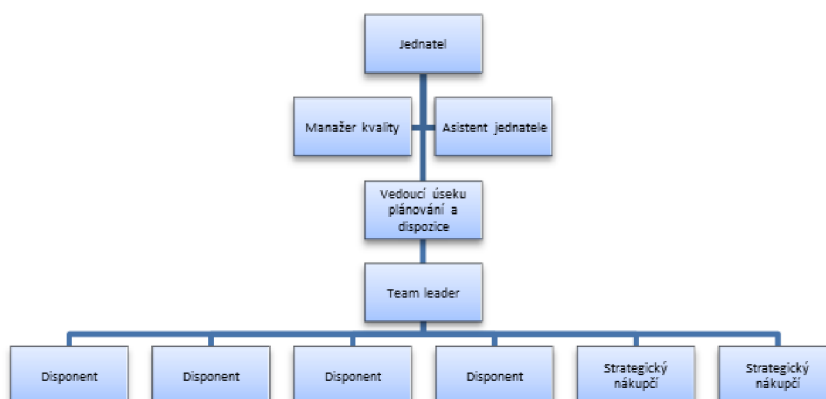 Jednatel
Manažer kvality
Asistent jednatele
Vedoucí úseku
plánování a
dispozice
Team leader
Disponent
Disponent
Disponent
Disponent
Strategický
nákupčí
Strategický
nákupčí